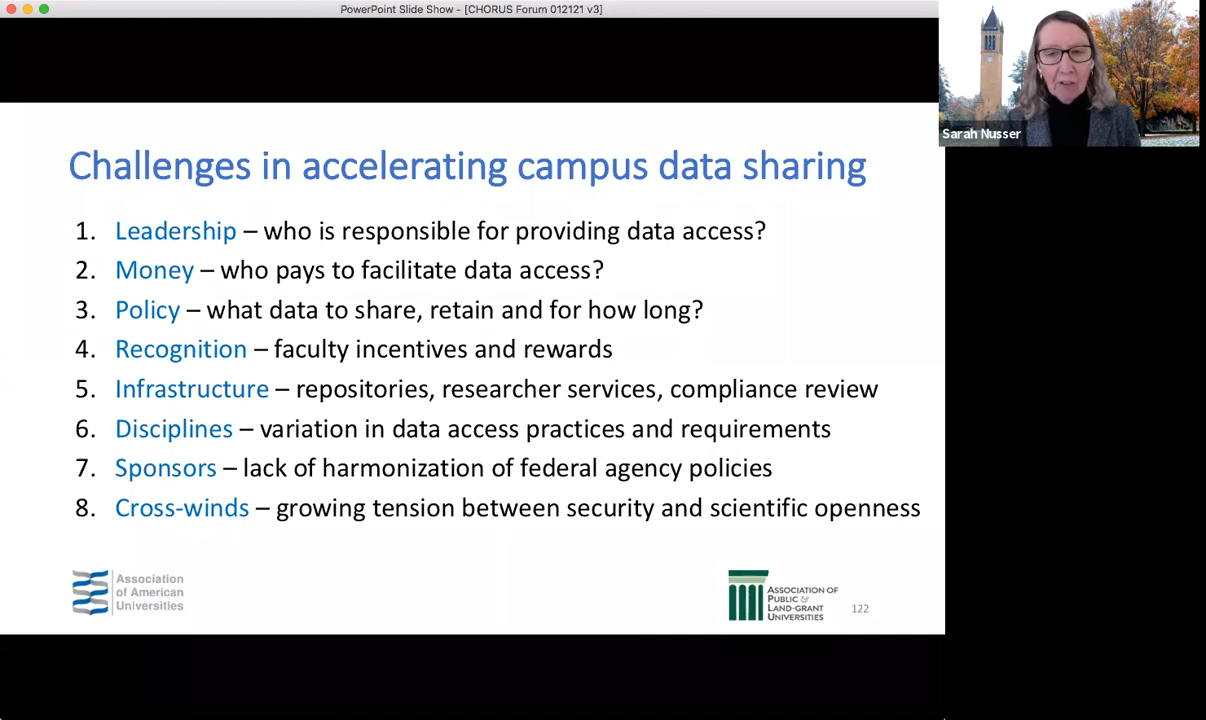 PowerPoint Slide Show - [CHORUS Forum 012121 v3]
Sarah Nusser
Challenges in accelerating campus data sharing
1. Leadership – who is responsible for providing data access?
2. Money – who pays to facilitate data access?
3. Policy – what data to share, retain and for how long?
4. Recognition – faculty incentives and rewards
5. Infrastructure – repositories, researcher services, compliance review
6. Disciplines – variation in data access practices and requirements
7. Sponsors – lack of harmonization of federal agency policies
8. Cross-winds – growing tension between security and scientific openness
Association
of American
Universities
ASSOCIATION OF
PUBLIC &
LAND-GRANT
UNIVERSITIES
122